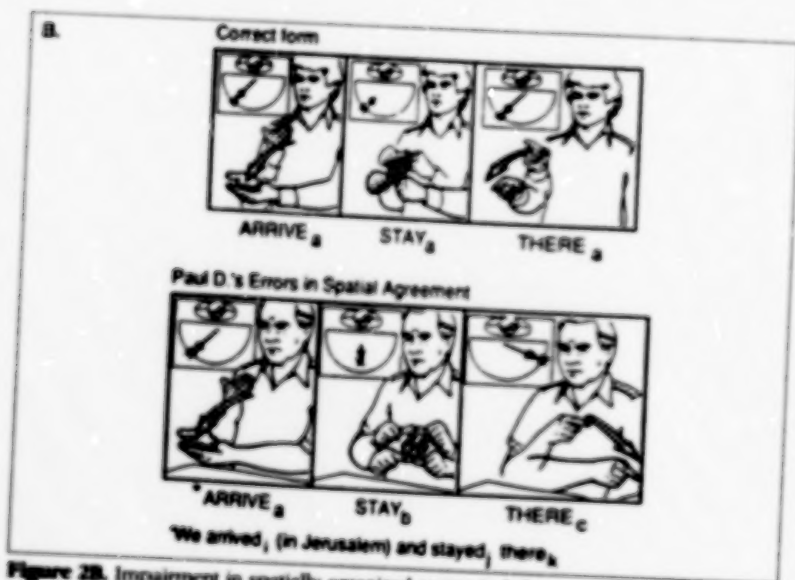 B.
Correct form
ARRIVE a STAY a THERE a
Paul D.'s Errors in Spatial Agreement
*ARRIVE a STAY b THERE c
*We arrived i (in Jerusalem) and stayed j there k
Figure 2B. Impairment in spatially